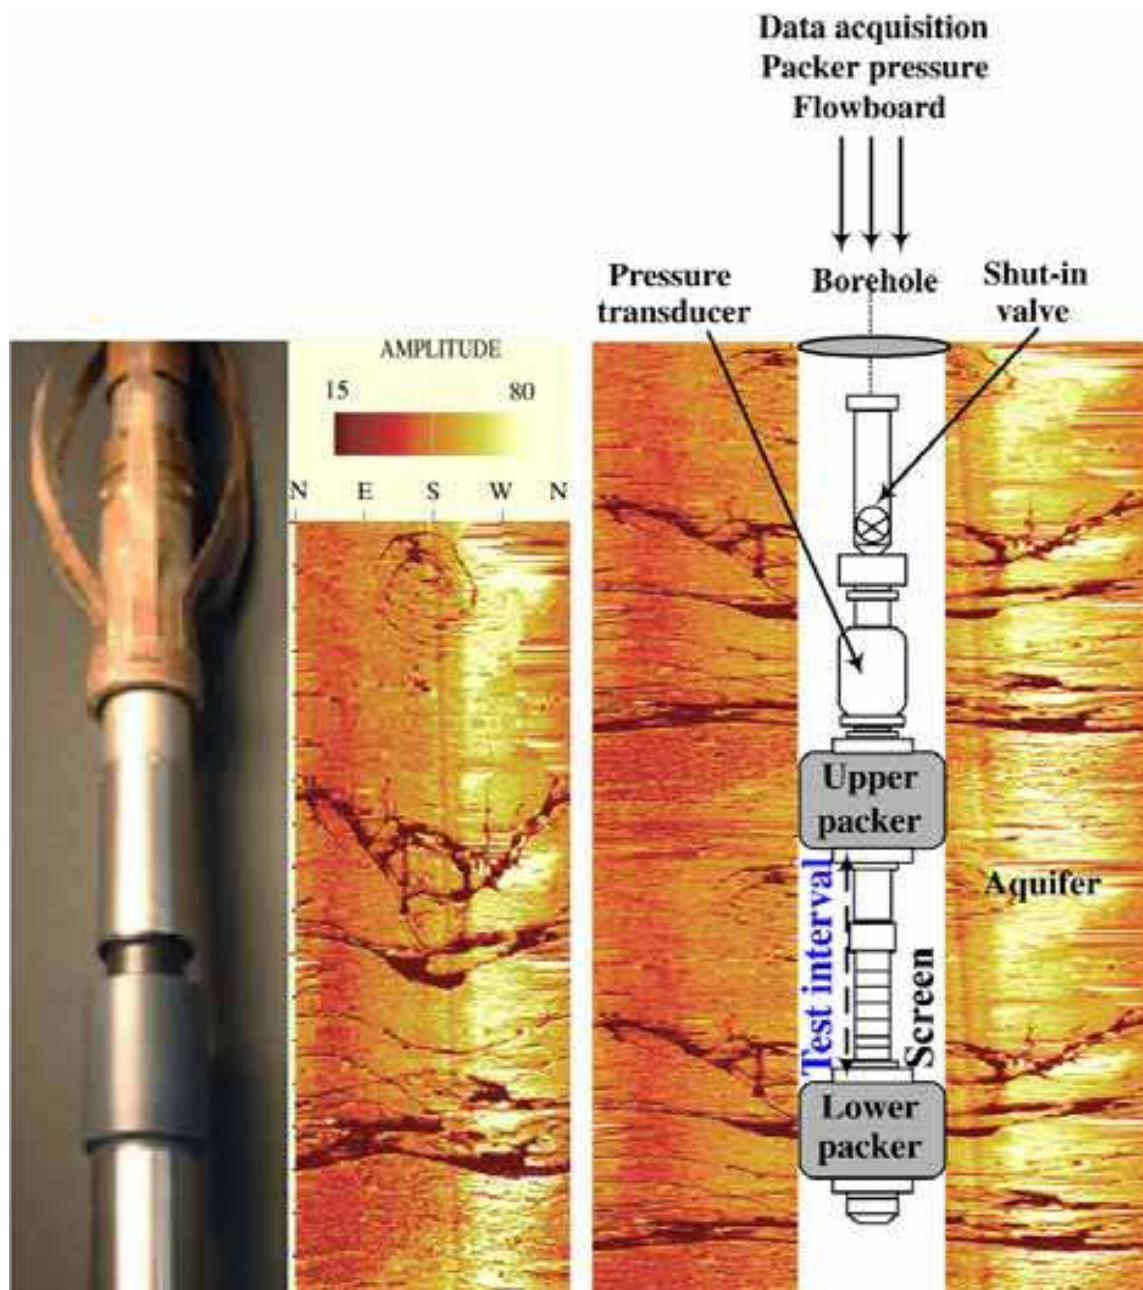 Data acquisition
Packer pressure
Flowboard
Pressure
transducer
Borehole
Shut-in
valve
AMPLITUDE
15 80
N E S W N
Upper
packer
Test interval
Aquifer
Screen
Lower
packer